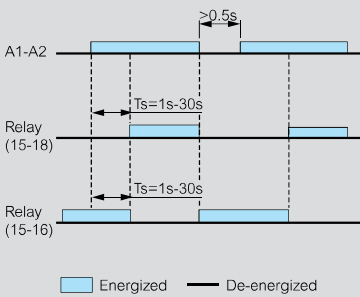 >0.5s
A1-A2
Ts=1s-30s
Relay
(15-18)
Ts=1s-30s
Relay
(15-16)
Energized
De-energized